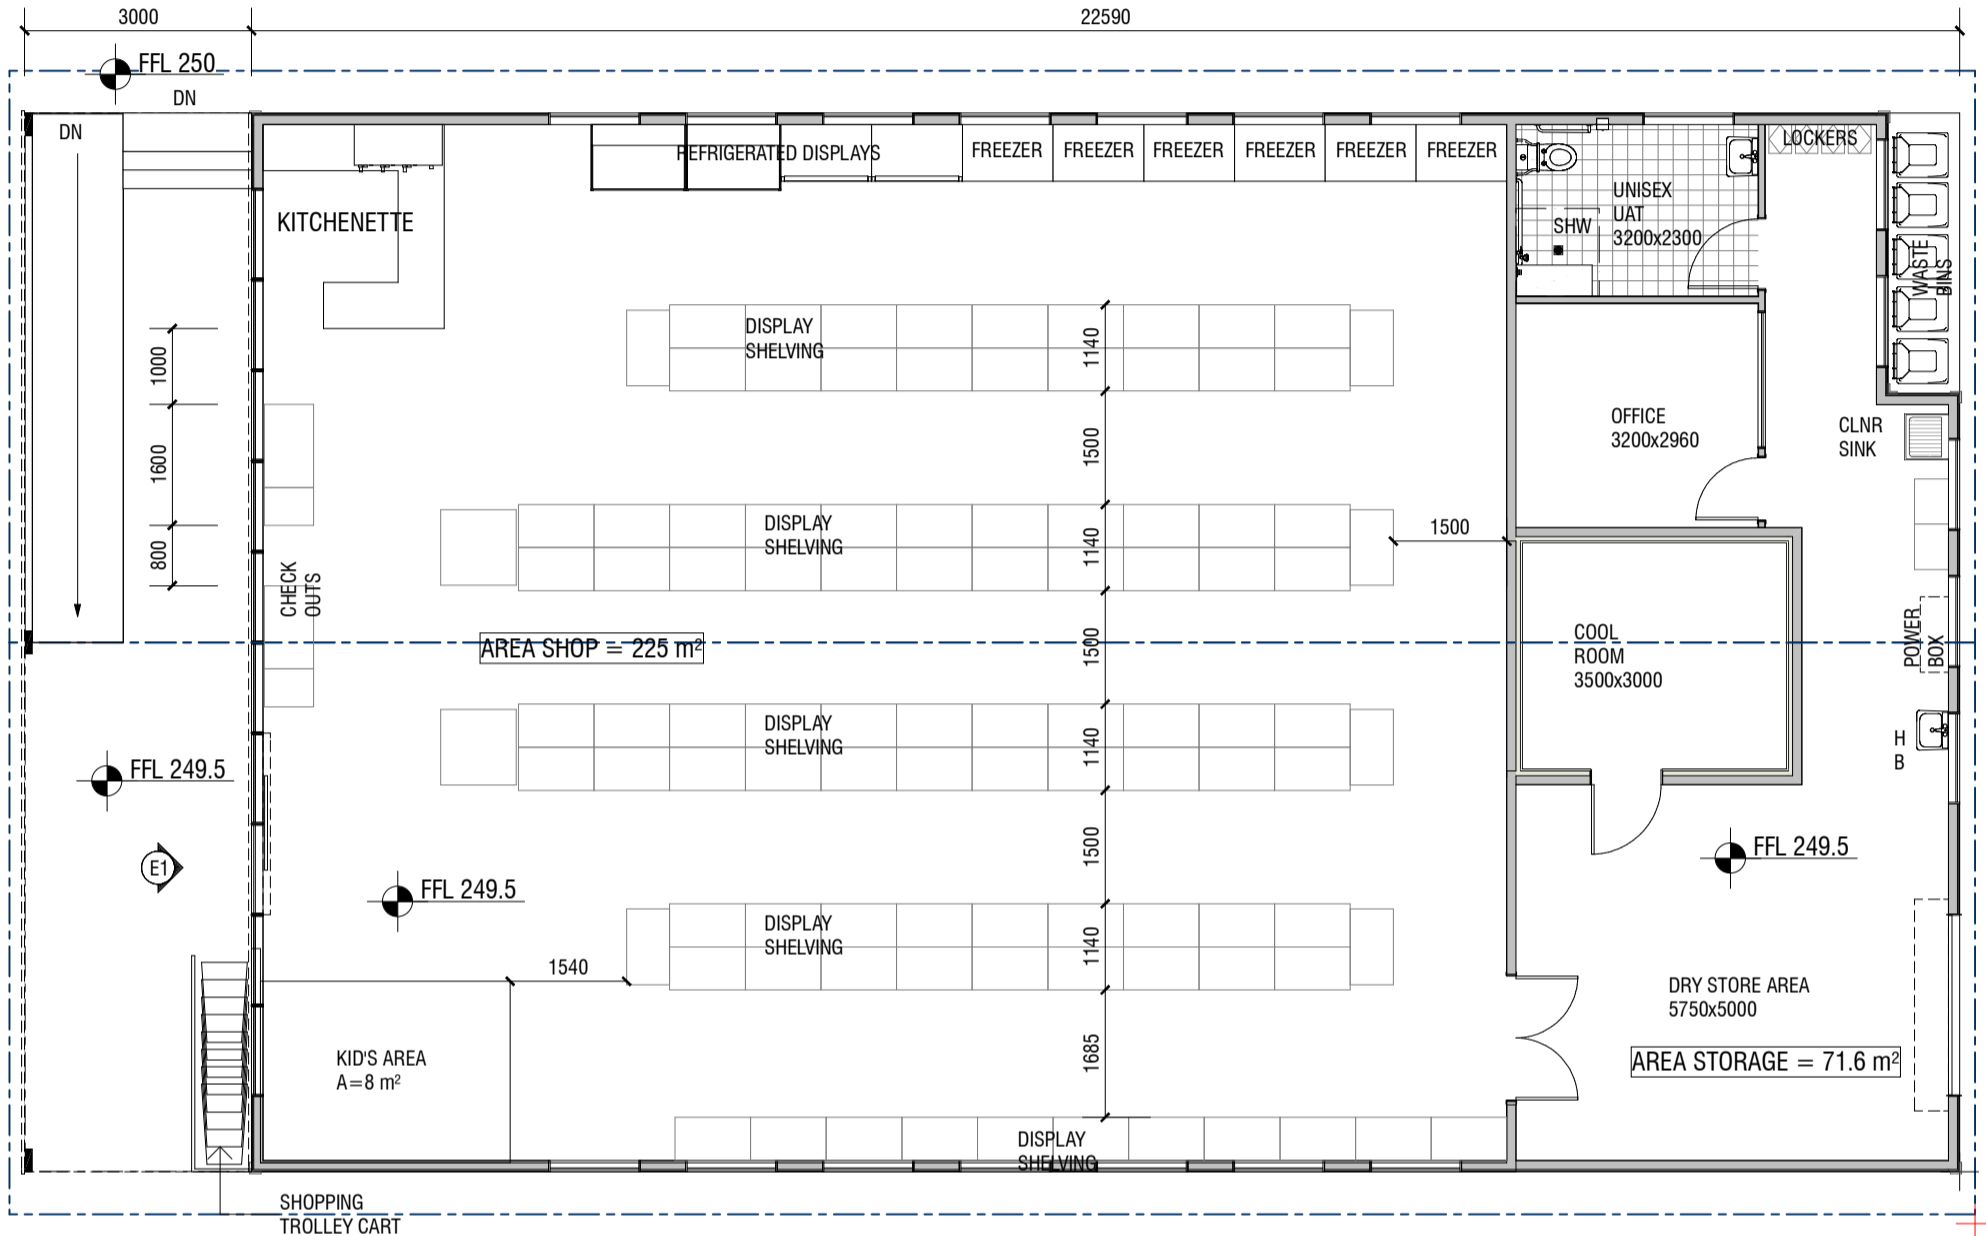 3000
22590
FFL 250
DN
DN
REFRIGERATED DISPLAYS
FREEZER
FREEZER
FREEZER
FREEZER
FREEZER
FREEZER
LOCKERS
KITCHENETTE
UNISEX
UAT
3200x2300
SHW
WASTE
BINS
DISPLAY
SHELVING
1140
1000
1500
OFFICE
3200x2960
CLNR
SINK
1600
800
CHECK
OUTS
DISPLAY
SHELVING
1140
1500
AREA SHOP = 225 m²
1500
COOL
ROOM
3500x3000
POWER
BOX
DISPLAY
SHELVING
1140
H
B
FFL 249.5
E1
1500
FFL 249.5
FFL 249.5
DISPLAY
SHELVING
1140
1540
DRY STORE AREA
5750x5000
KID'S AREA
A=8 m²
1685
AREA STORAGE = 71.6 m²
DISPLAY
SHELVING
SHOPPING
TROLLEY CART